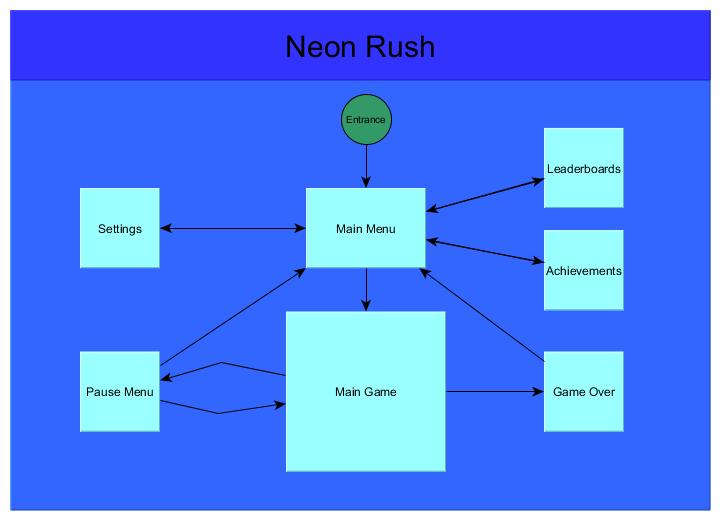 Neon Rush
Entrance
Leaderboards
Settings
Main Menu
Achievements
Pause Menu
Main Game
Game Over